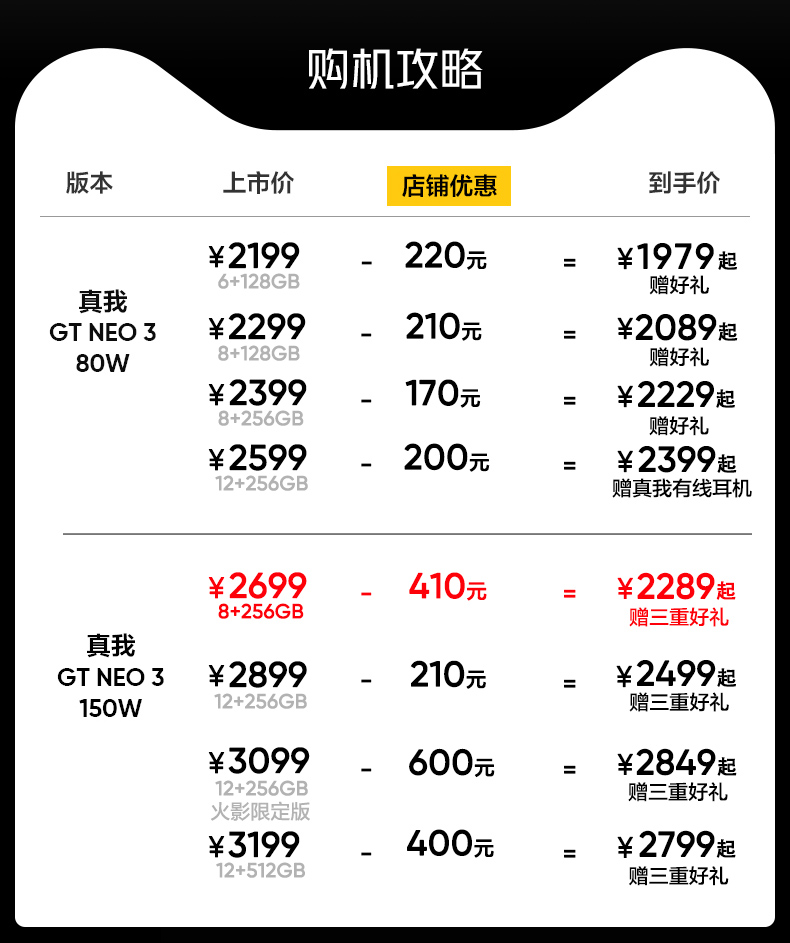 购机攻略
版本 上市价 店铺优惠 到手价
真我
GT NEO 3
80W
¥2199 - 220元 = ¥1979起
6+128GB 赠好礼
¥2299 - 210元 = ¥2089起
8+128GB 赠好礼
¥2399 - 170元 = ¥2229起
8+256GB 赠好礼
¥2599 - 200元 = ¥2399起
12+256GB 赠真我有线耳机
真我
GT NEO 3
150W
¥2699 - 410元 = ¥2289起
8+256GB 赠三重好礼
¥2899 - 210元 = ¥2499起
12+256GB 赠三重好礼
¥3099 - 600元 = ¥2849起
12+256GB 赠三重好礼
火影限定版
¥3199 - 400元 = ¥2799起
12+512GB 赠三重好礼